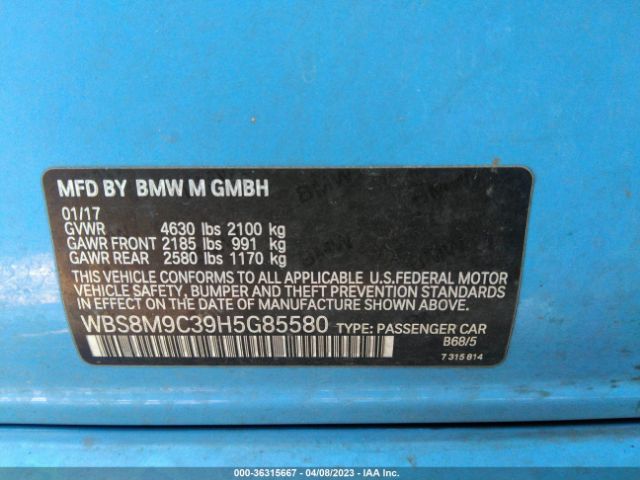 MFD BY BMW M GMBH
01/17
GVWR 4630 lbs 2100 kg
GAWR FRONT 2185 lbs 991 kg
GAWR REAR 2580 lbs 1170 kg
THIS VEHICLE CONFORMS TO ALL APPLICABLE U.S.FEDERAL MOTOR
VEHICLE SAFETY, BUMPER, AND THEFT PREVENTION STANDARDS
IN EFFECT ON THE DATE OF MANUFACTURE SHOWN ABOVE.
WBS8M9C39H5G85580 TYPE: PASSENGER CAR
B68/5
7 315 814
© Copyright - 36315667 - 04/08/2023 - IAA Inc.